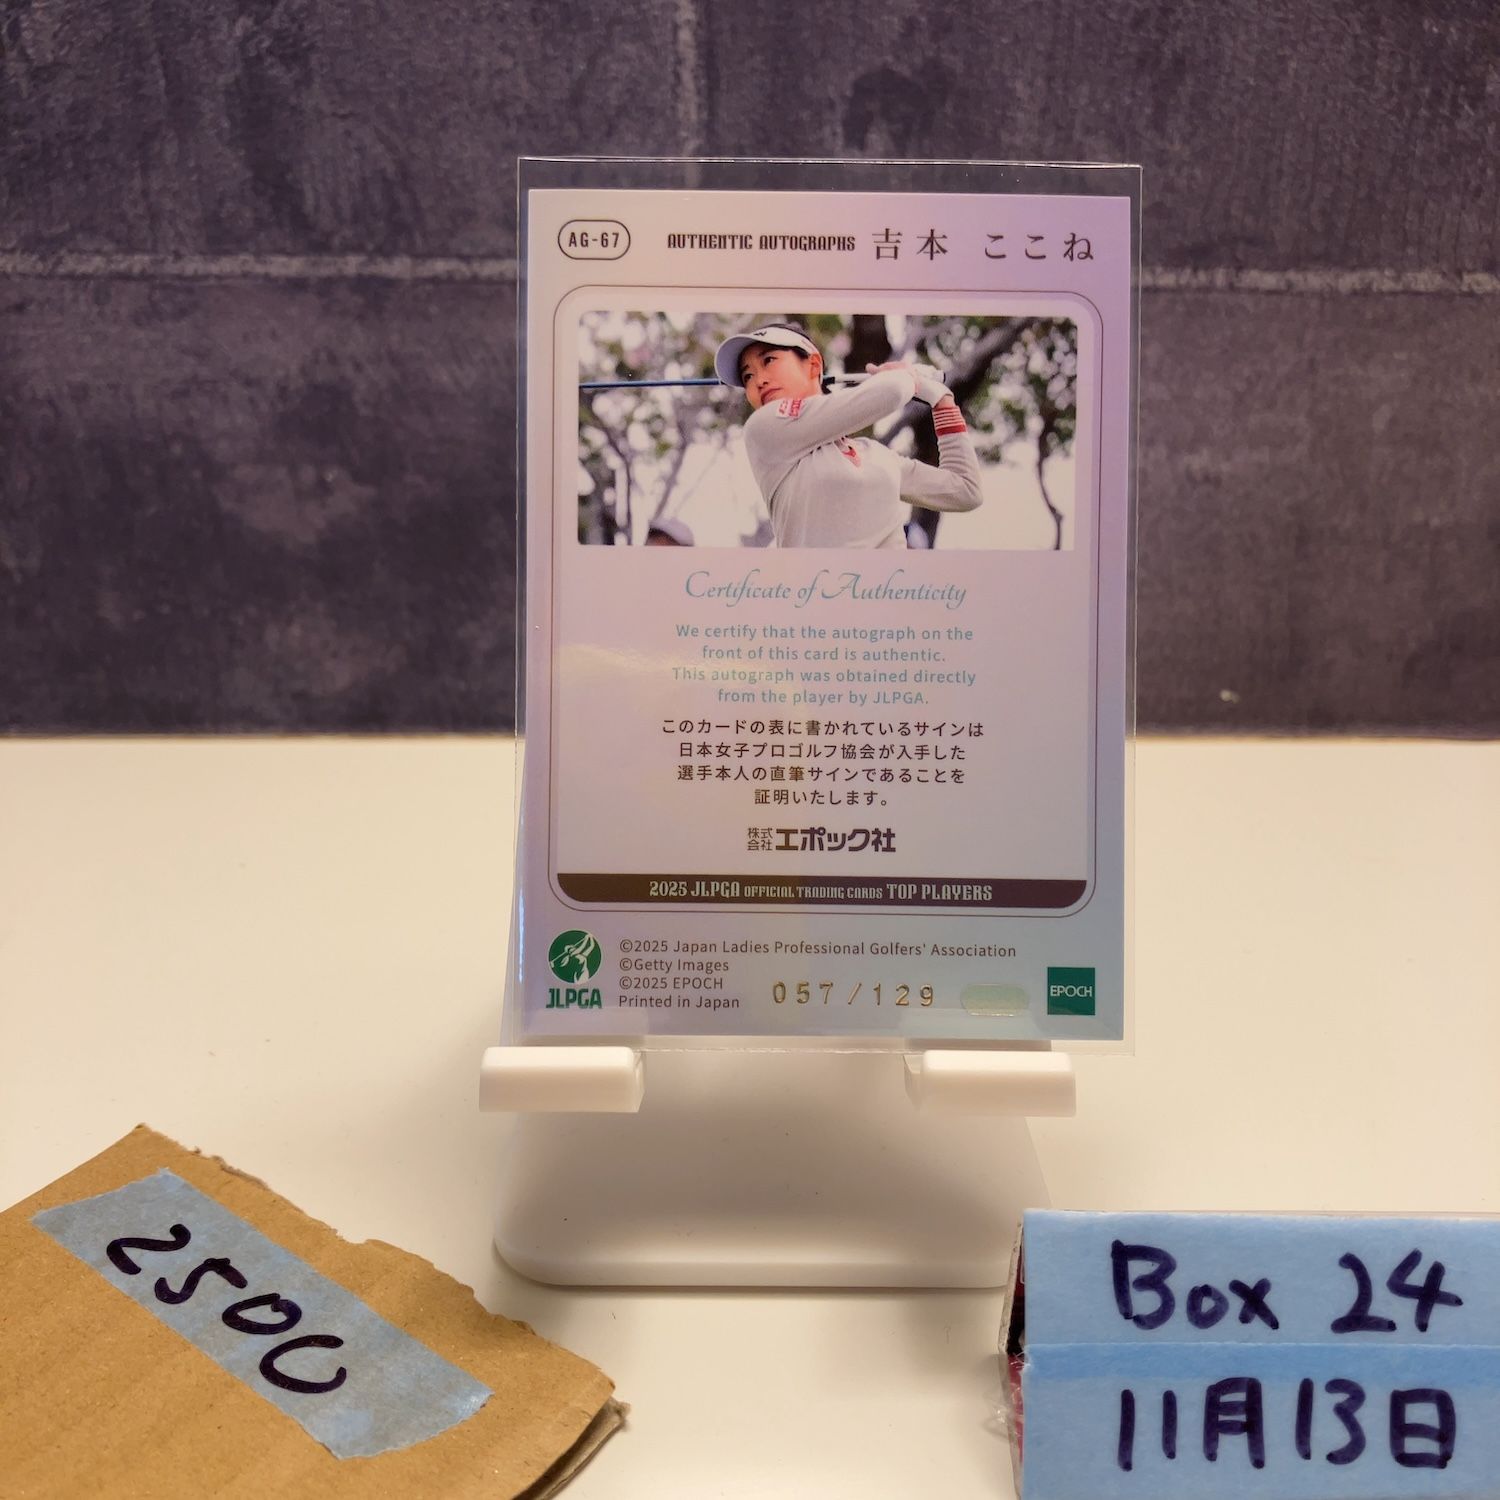 AG-67
AUTHENTIC AUTOGRAPHS 吉本 ここね
Certificate of Authenticity
We certify that the autograph on the
front of this card is authentic.
This autograph was obtained directly
from the player by JLPGA.
このカードの表に書かれているサインは
日本女子プロゴルフ協会が入手した
選手本人の直筆サインであることを
証明いたします。
株式会社エポック社
2025 JLPGA OFFICIAL TRADING CARDS TOP PLAYERS
JLPGA
©2025 Japan Ladies Professional Golfers' Association
©Getty Images
©2025 EPOCH
Printed in Japan
057/129
EPOCH
2500
Box 24
11月13日